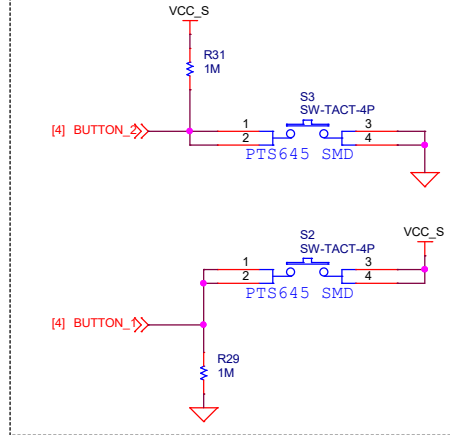 VCC_S
R31
1M
S3
SW-TACT-4P
[4] BUTTON_2
1
2
3
4
PTS645 SMD
S2
SW-TACT-4P
VCC_S
1
2
3
4
PTS645 SMD
[4] BUTTON_1
R29
1M